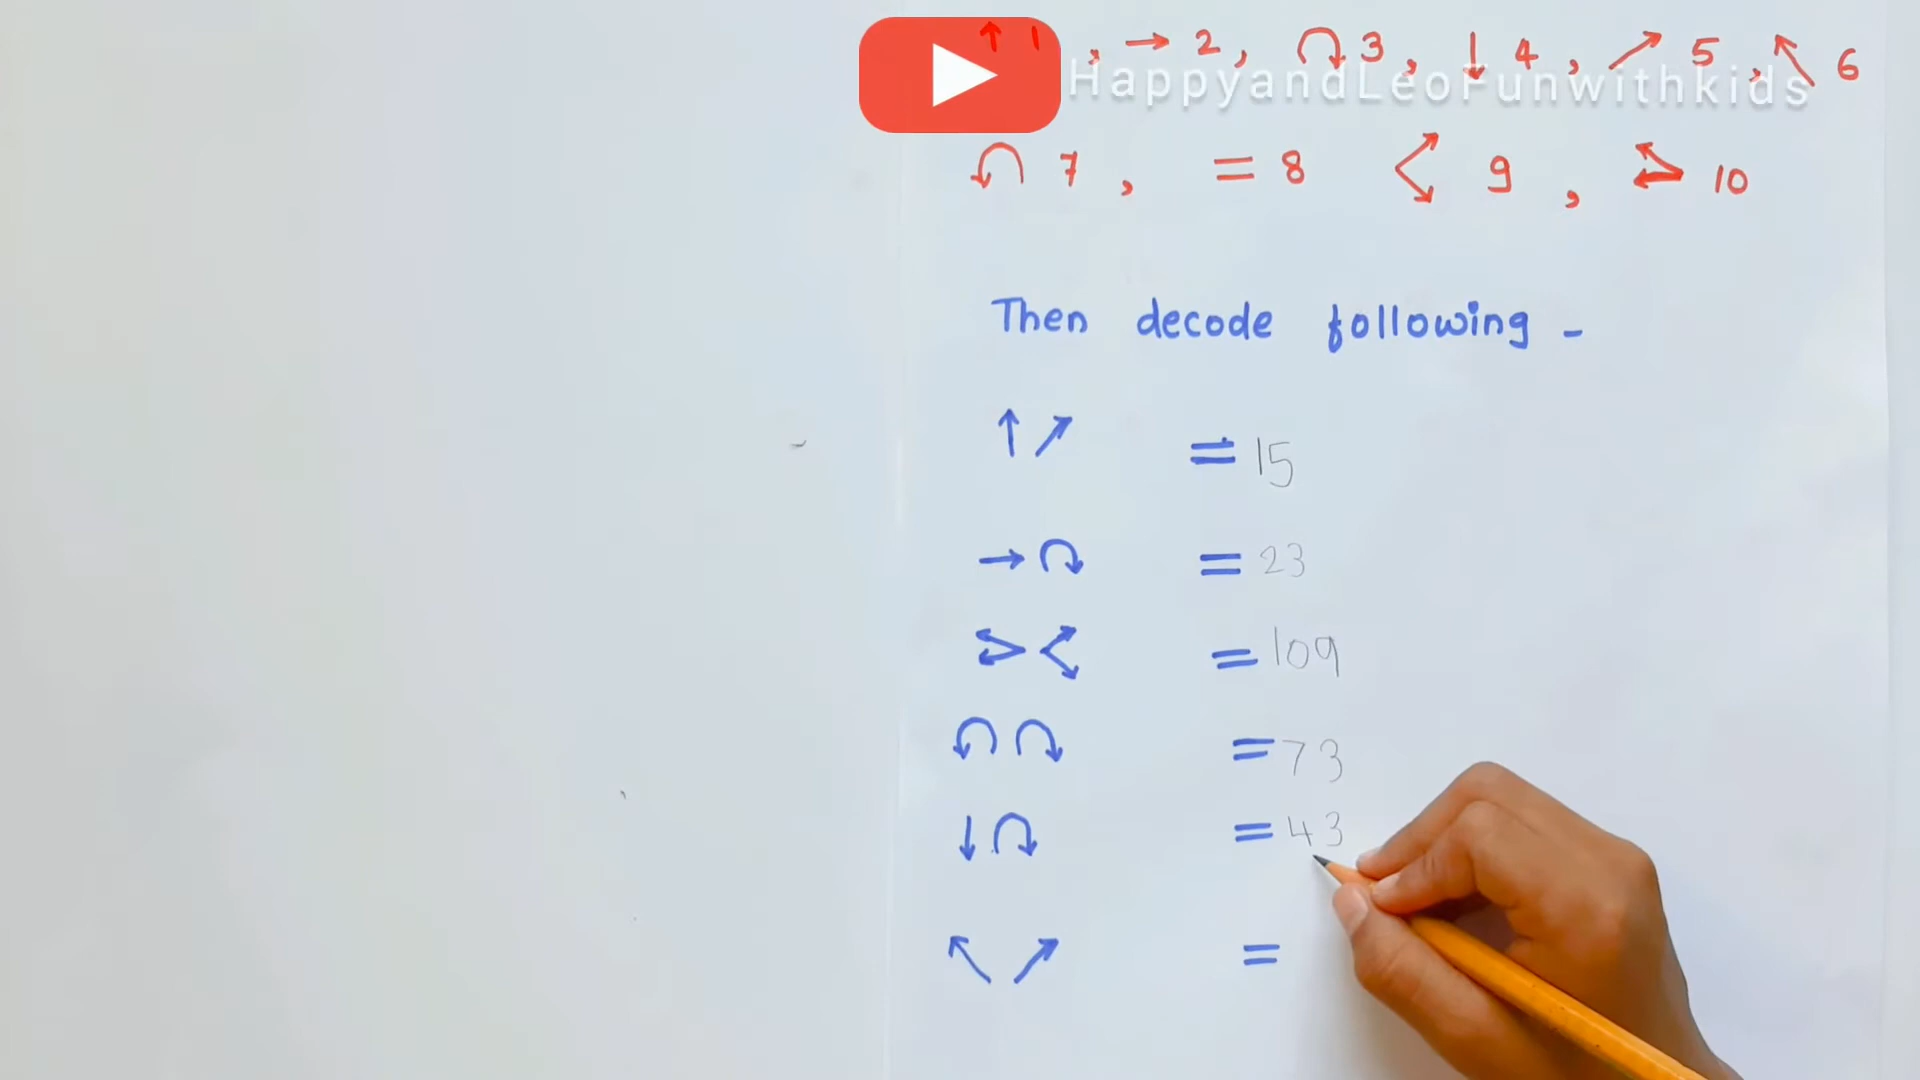 ↑ 1 , → 2 , ↷ 3 , ↓ 4 , ↗ 5 , ↖ 6
HappyandLeoFunwithkids
↶ 7 , = 8 9 , 10
Then decode following -
↑ ↗ = 15
→ ↷ = 23
= 109
↶ ↷ = 73
↓ ↷ = 43
↖ ↗ =